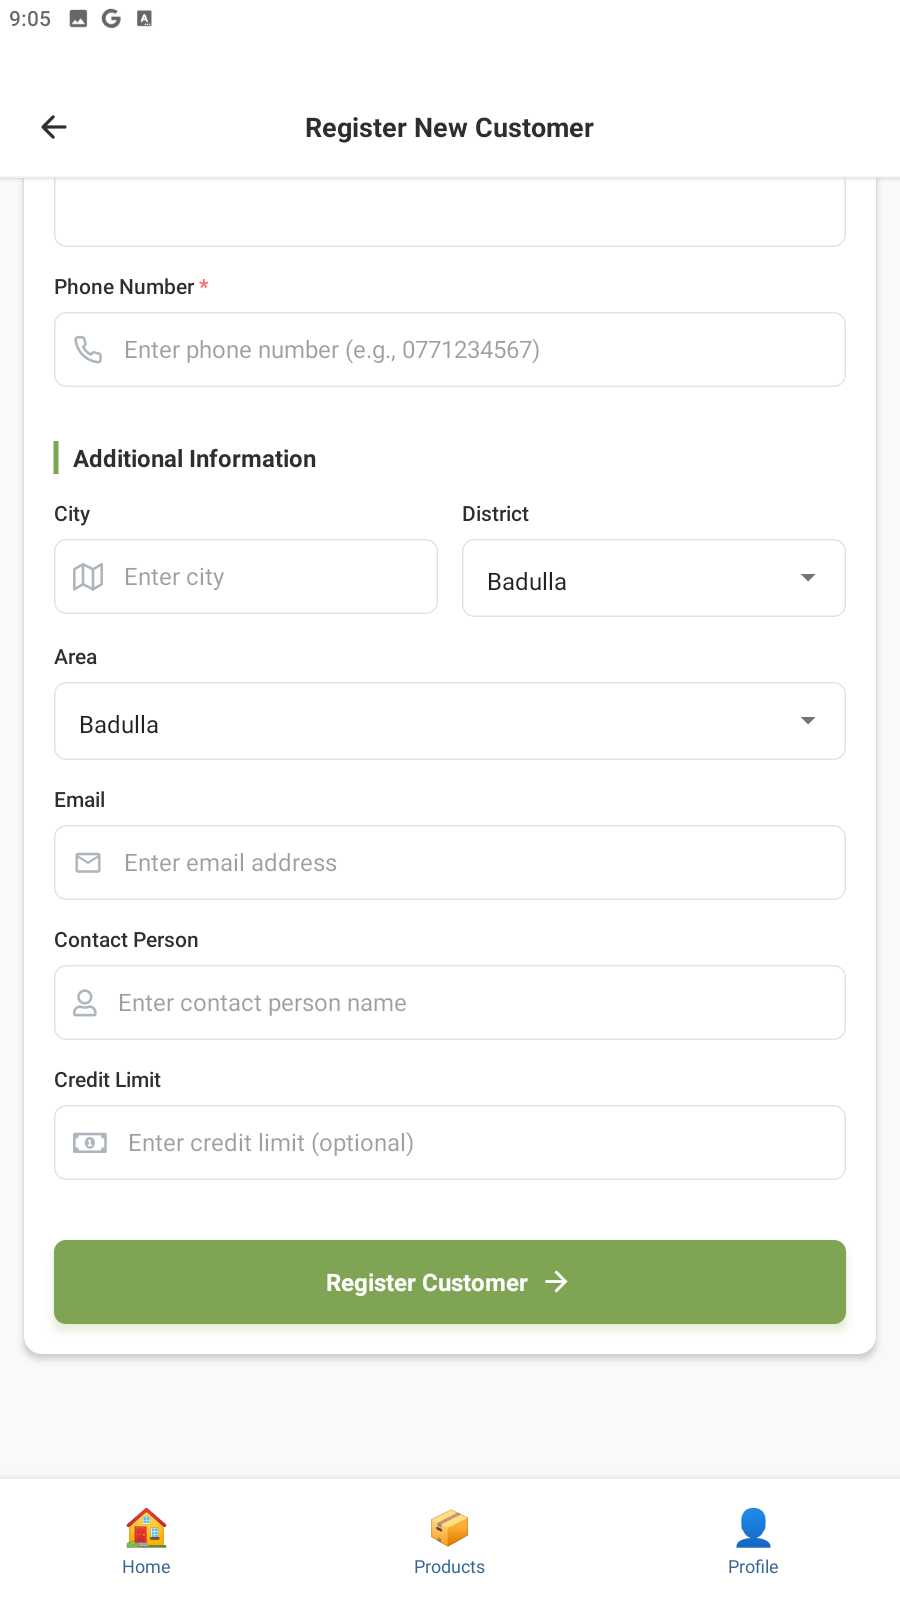 9:05
Register New Customer
Phone Number *
Enter phone number (e.g., 0771234567)
Additional Information
City District
Enter city Badulla
Area
Badulla
Email
Enter email address
Contact Person
Enter contact person name
Credit Limit
Enter credit limit (optional)
Register Customer →
Home Products Profile